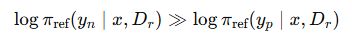 log π_ref(y_n | x, D_r) ≫ log π_ref(y_p | x, D_r)